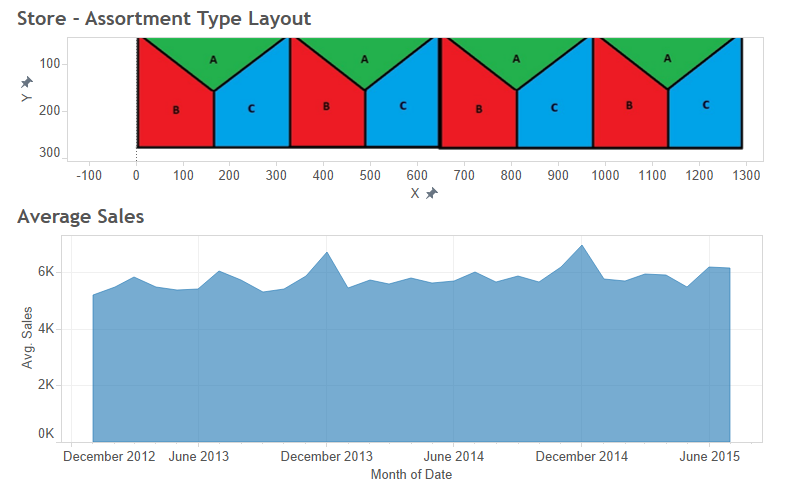 Store - Assortment Type Layout
Y
100
200
300
A A A A
B C B C B C B C
-100 0 100 200 300 400 500 600 700 800 900 1000 1100 1200 1300
X
Average Sales
Avg. Sales
6K
4K
2K
0K
December 2012 June 2013 December 2013 June 2014 December 2014 June 2015
Month of Date